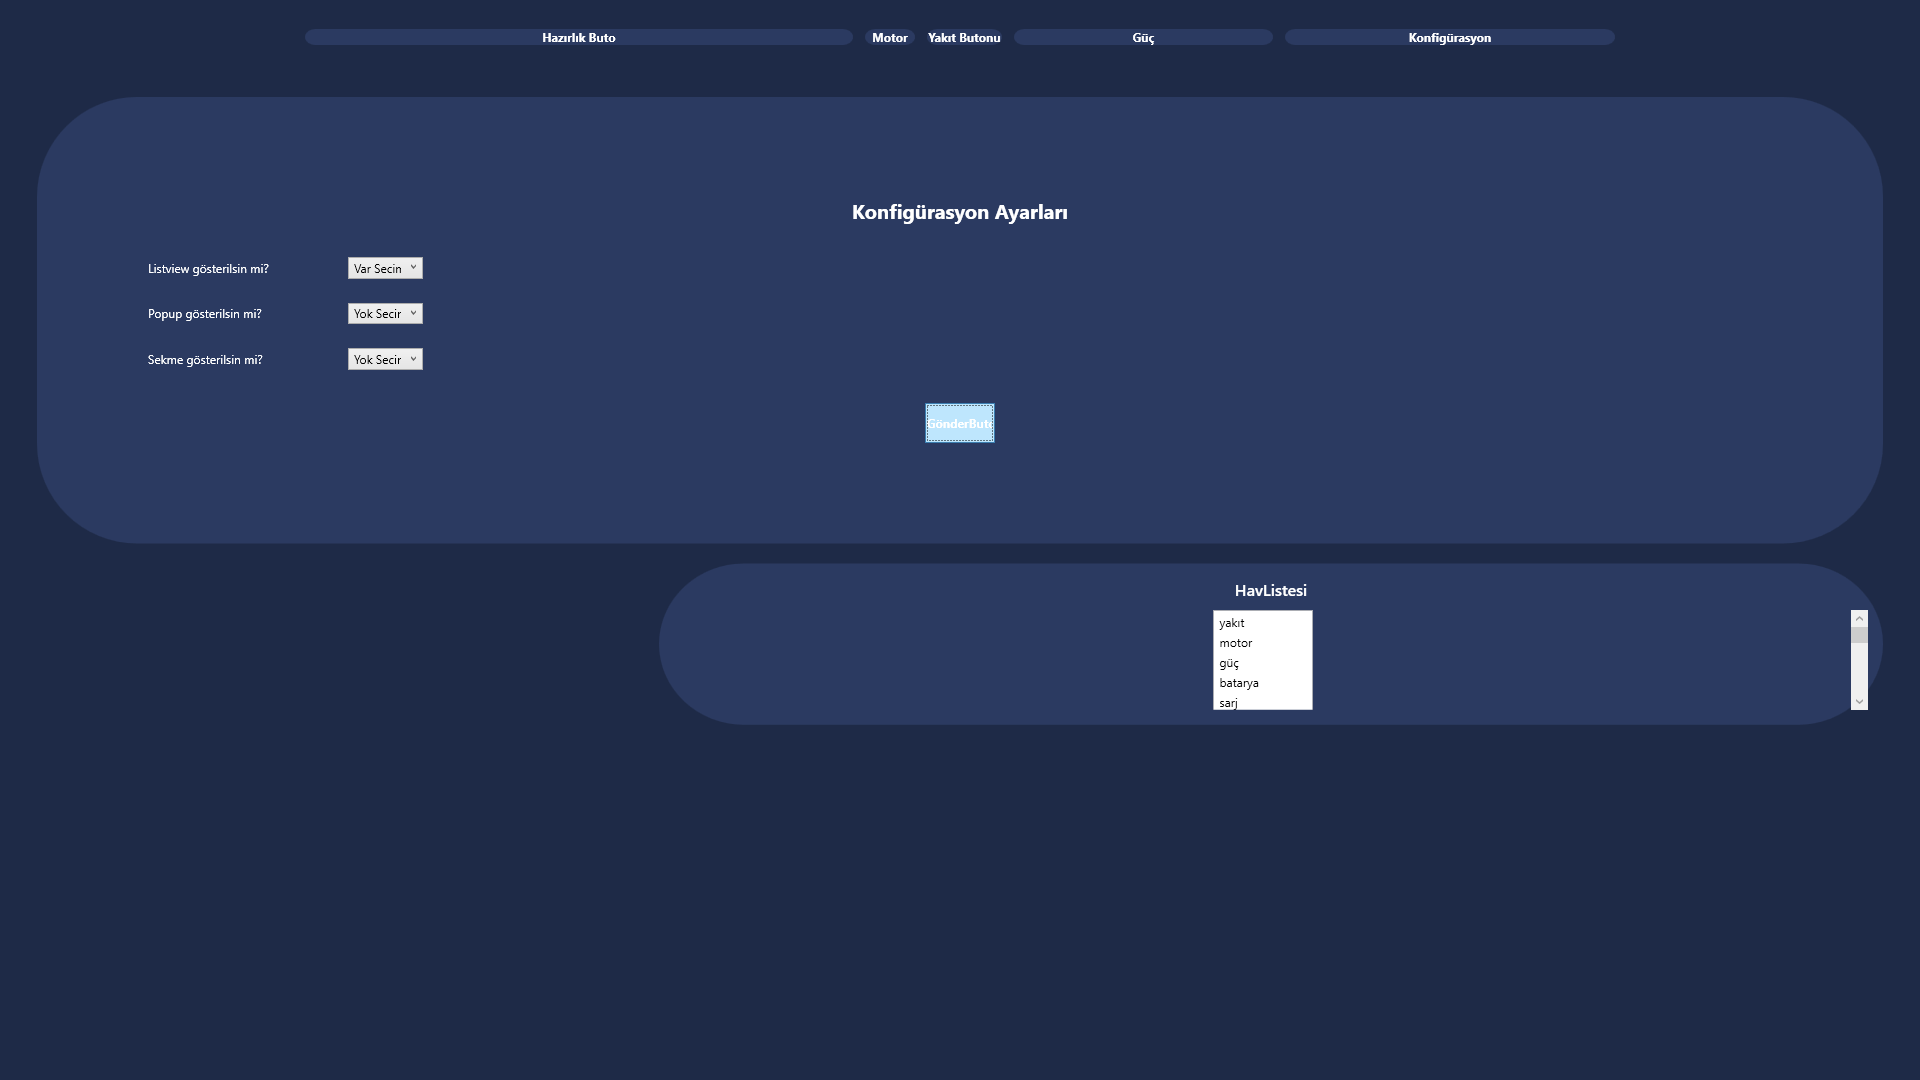 Hazırlık Buto
Motor
Yakıt Butonu
Güç
Konfigürasyon
Konfigürasyon Ayarları
Listview gösterilsin mi?
Var Secin
Popup gösterilsin mi?
Yok Secir
Sekme gösterilsin mi?
Yok Secir
GönderBut
HavListesi
yakıt
motor
güç
batarya
sarj